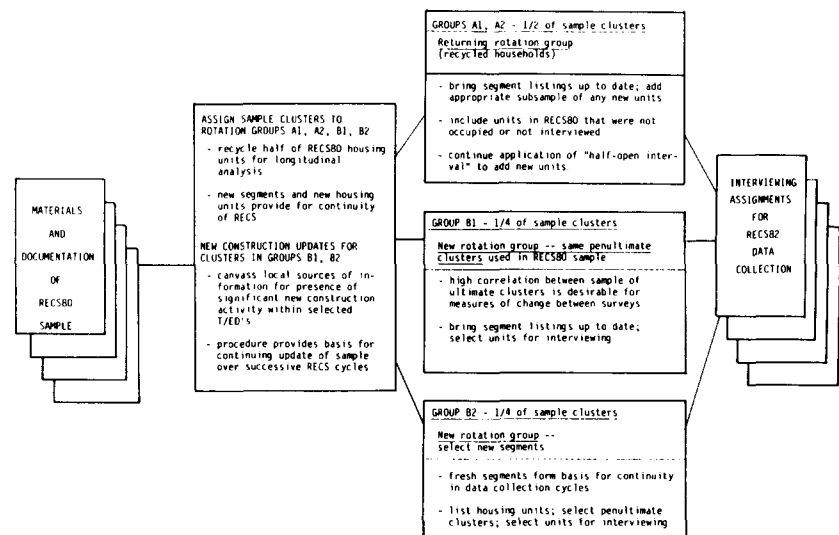 MATERIALS
AND
DOCUMENTATION
OF
RECS80
SAMPLE
ASSIGN SAMPLE CLUSTERS TO
ROTATION GROUPS A1, A2, B1, B2
- recycle half of RECS80 housing
units for longitudinal
analysis
- new segments and new housing
units provide for continuity
of RECS
NEW CONSTRUCTION UPDATES FOR
CLUSTERS IN GROUPS B1, B2
- canvass local sources of in-
formation for presence of
significant new construction
activity within selected
T/ED's
- procedure provides basis for
continuing update of sample
over successive RECS cycles
GROUPS A1, A2 - 1/2 of sample clusters
Returning rotation group
(recycled households)
- bring segment listings up to date; add
appropriate subsample of any new units
- include units in RECS80 that were not
occupied or not interviewed
- continue application of "half-open inter-
val" to add new units.
GROUP B1 - 1/4 of sample clusters
New rotation group -- same penultimate
clusters used in RECS80 sample
- high correlation between sample of
ultimate clusters is desirable for
measures of change between surveys
- bring segment listings up to date;
select units for interviewing
GROUP B2 - 1/4 of sample clusters
New rotation group --
select new segments
- fresh segments form basis for continuity
in data collection cycles
- list housing units; select penultimate
clusters; select units for interviewing
INTERVIEWING
ASSIGNMENTS
FOR
RECS82
DATA
COLLECTION